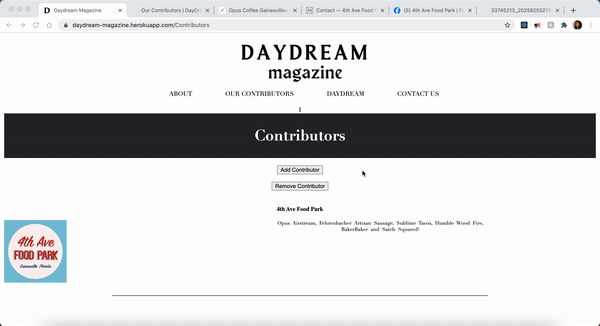 Daydream Magazine
Our Contributors | DayDr
Opus Coffee Gainesville
Contact — 4th Ave Food P
(5) 4th Ave Food Park | F
daydream-magazine.herokuapp.com/Contributors
DAYDREAM
magazine
ABOUT
OUR CONTRIBUTORS
DAYDREAM
CONTACT US
Contributors
Add Contributor
Remove Contributor
4th Ave Food Park
Opus Airstream, Fehrenbacher Artisan Sausage, Sublime Tacos, Humble Wood Fire,
BakerBaker and Satch Squared!
4th Ave
FOOD PARK
Gainesville Florida